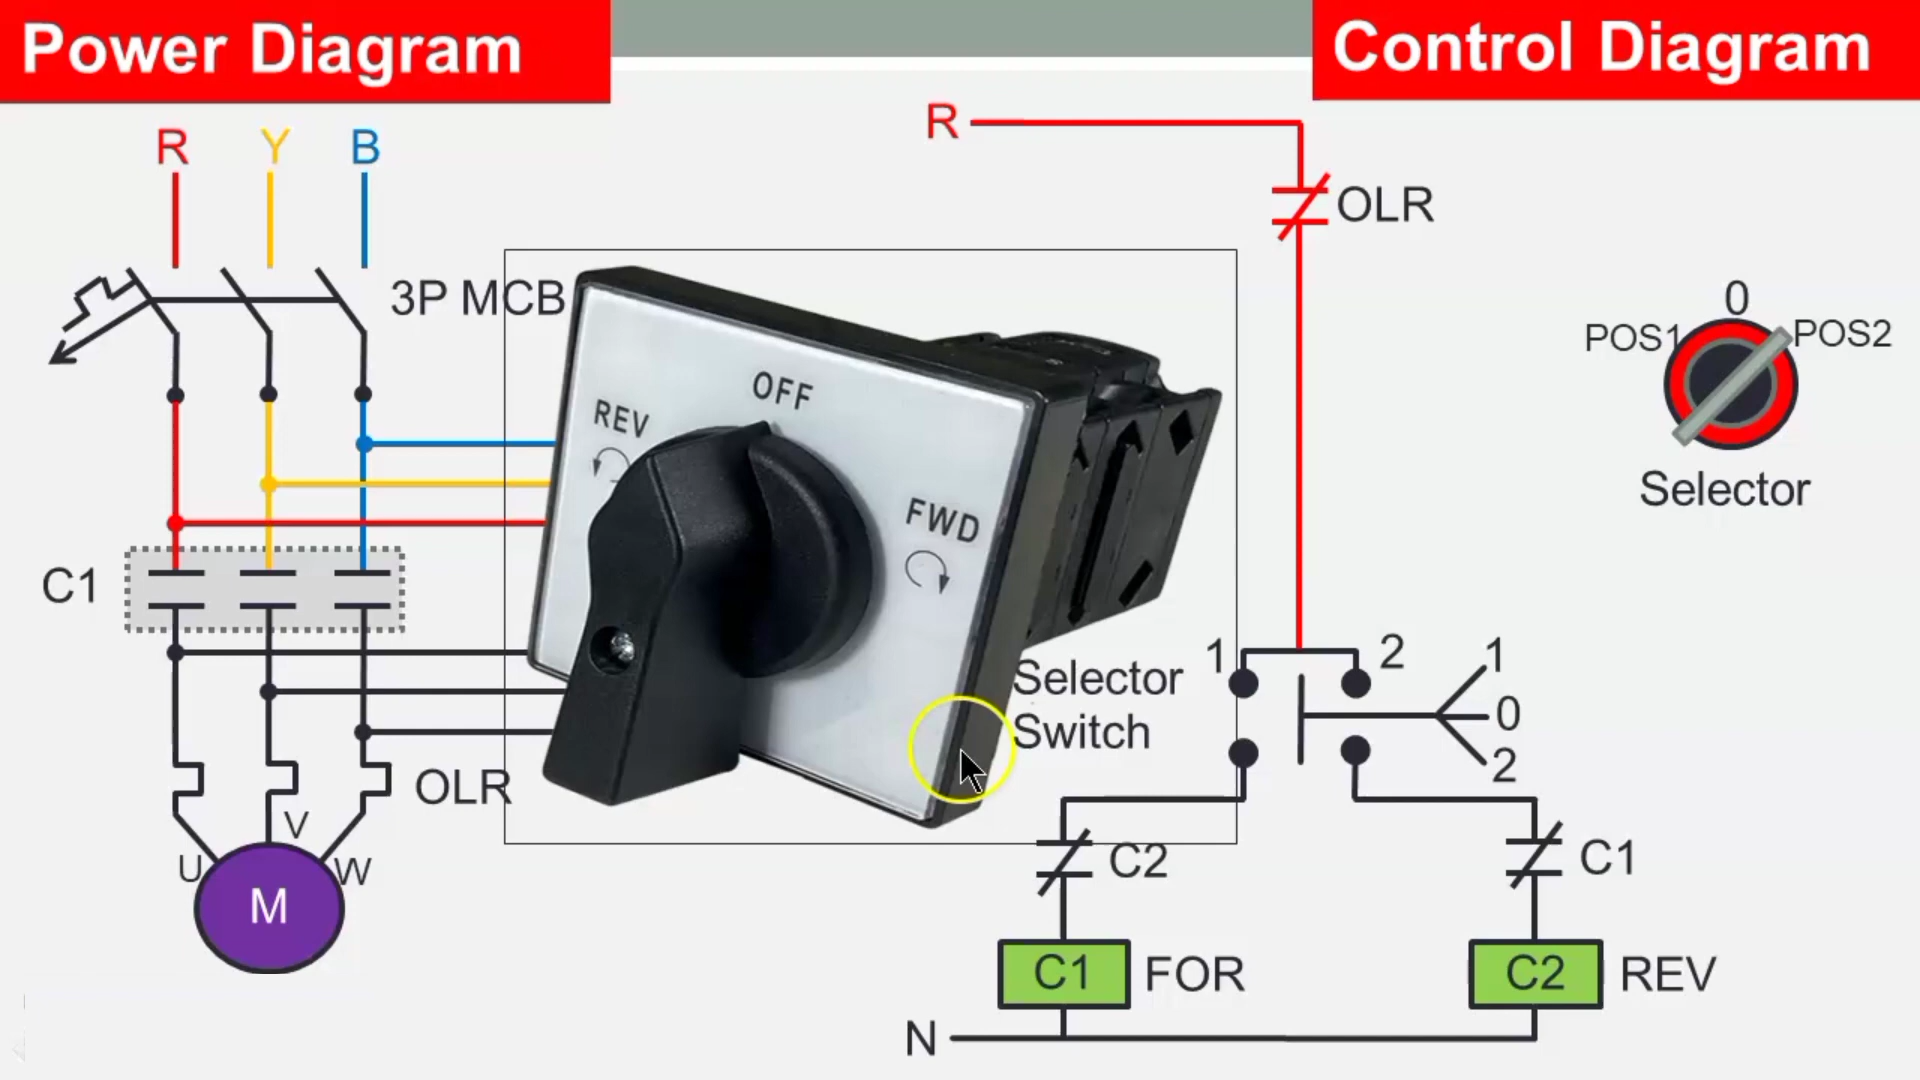 Power Diagram
Control Diagram
R
Y
B
R
OLR
3P MCB
0
POS1
POS2
Selector
OFF
REV
FWD
C1
1
2
1
0
2
Selector
Switch
OLR
V
U
W
M
C2
C1
C1
FOR
C2
REV
N